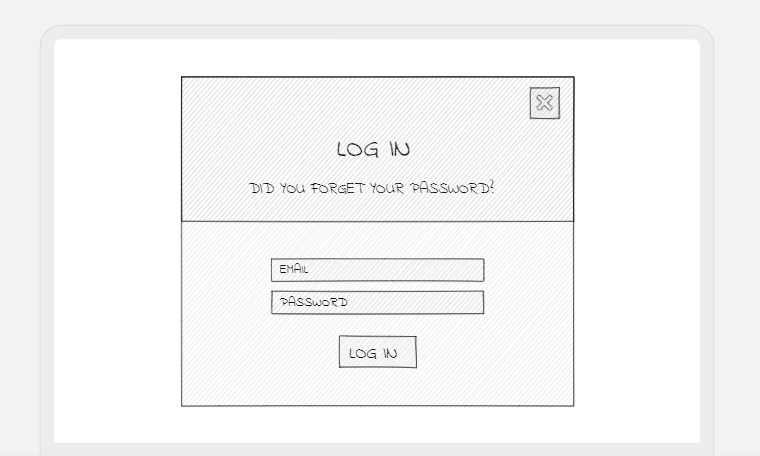 LOG IN
DID YOU FORGET YOUR PASSWORD?
EMAIL
PASSWORD
LOG IN